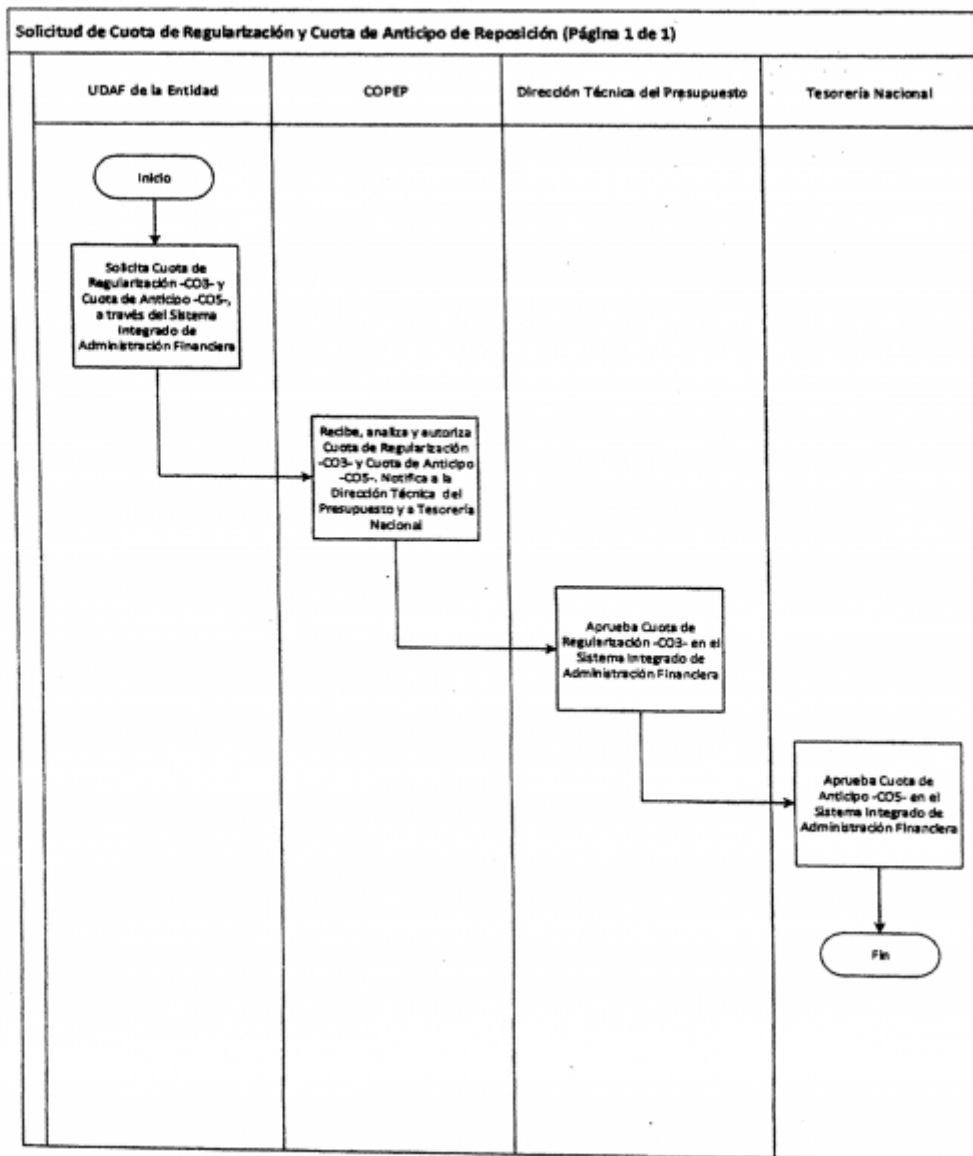 Solicitud de Cuota de Regularización y Cuota de Anticipo de Reposición (Página 1 de 1)
UDAF de la Entidad
COPEP
Dirección Técnica del Presupuesto
Tesorería Nacional
Inicio
Solicita Cuota de
Regularización -CO3- y
Cuota de Anticipo -CO5-,
a través del Sistema
Integrado de
Administración Financiera
Recibe, analiza y autoriza
Cuota de Regularización
-CO3- y Cuota de Anticipo
-CO5-. Notifica a la
Dirección Técnica del
Presupuesto y a Tesorería
Nacional
Aprueba Cuota de
Regularización -CO3- en el
Sistema Integrado de
Administración Financiera
Aprueba Cuota de
Anticipo -CO5- en el
Sistema Integrado de
Administración Financiera
Fin